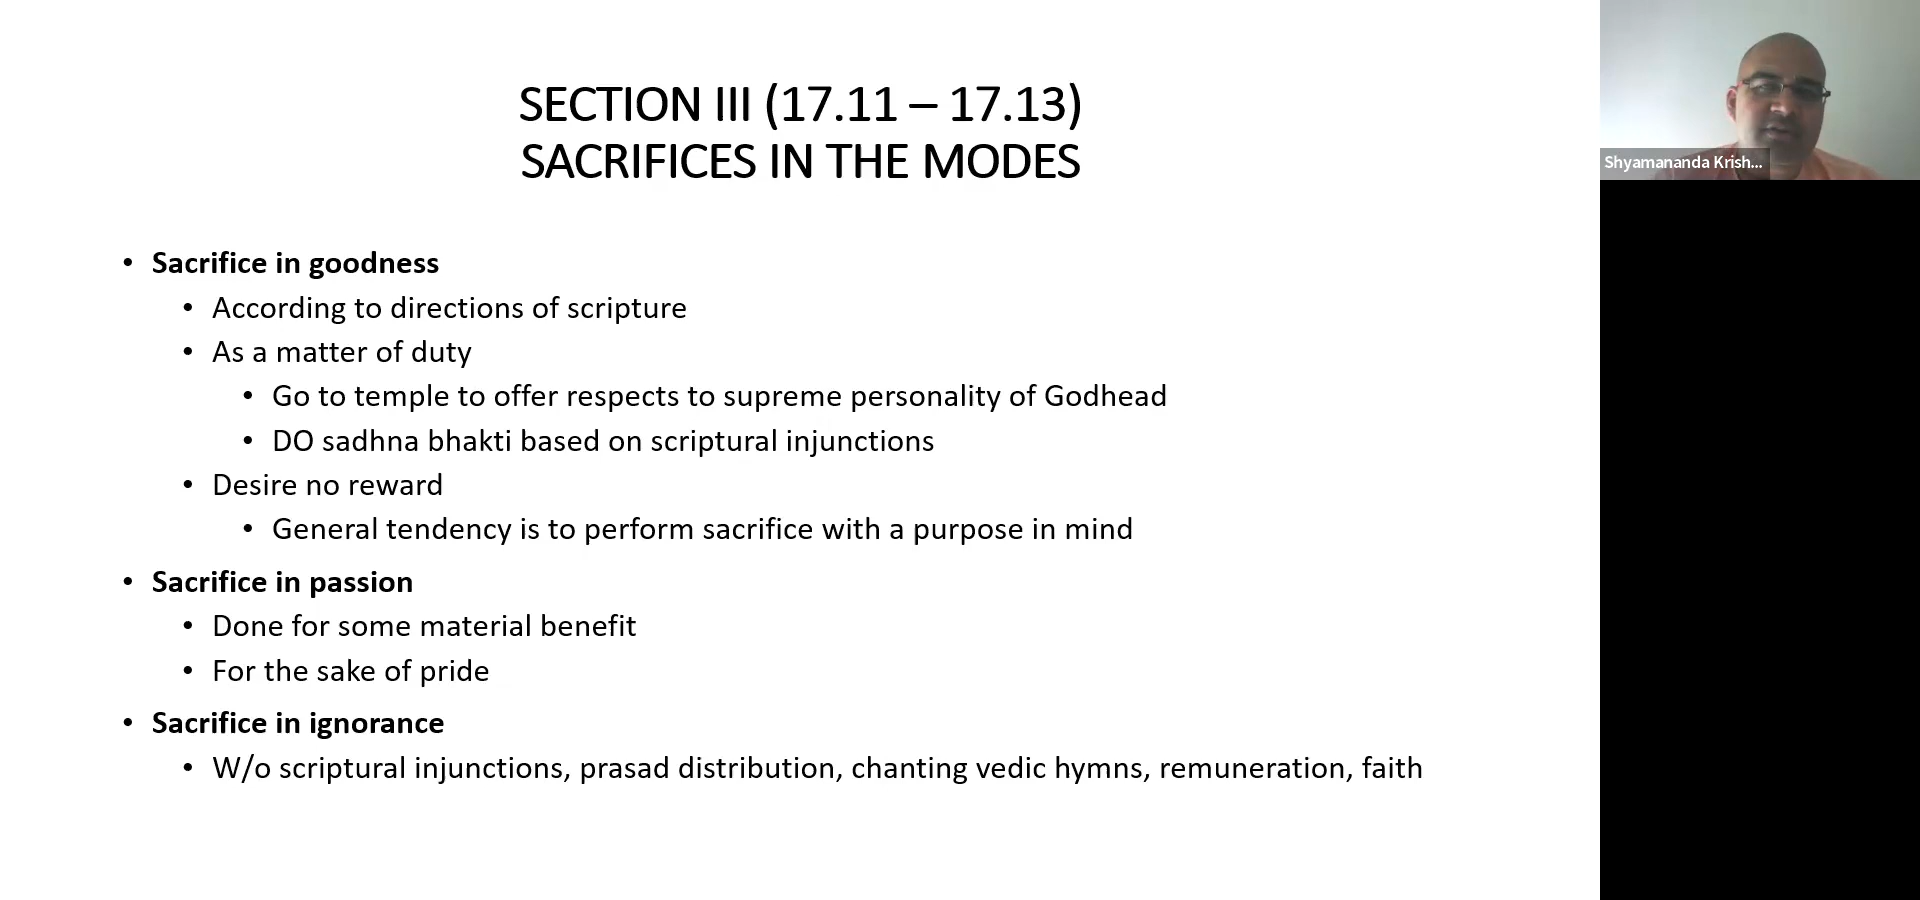 SECTION III (17.11 – 17.13)
SACRIFICES IN THE MODES
• Sacrifice in goodness
• According to directions of scripture
• As a matter of duty
• Go to temple to offer respects to supreme personality of Godhead
• DO sadhna bhakti based on scriptural injunctions
• Desire no reward
• General tendency is to perform sacrifice with a purpose in mind
• Sacrifice in passion
• Done for some material benefit
• For the sake of pride
• Sacrifice in ignorance
• W/o scriptural injunctions, prasad distribution, chanting vedic hymns, remuneration, faith
Shyamananda Krish...